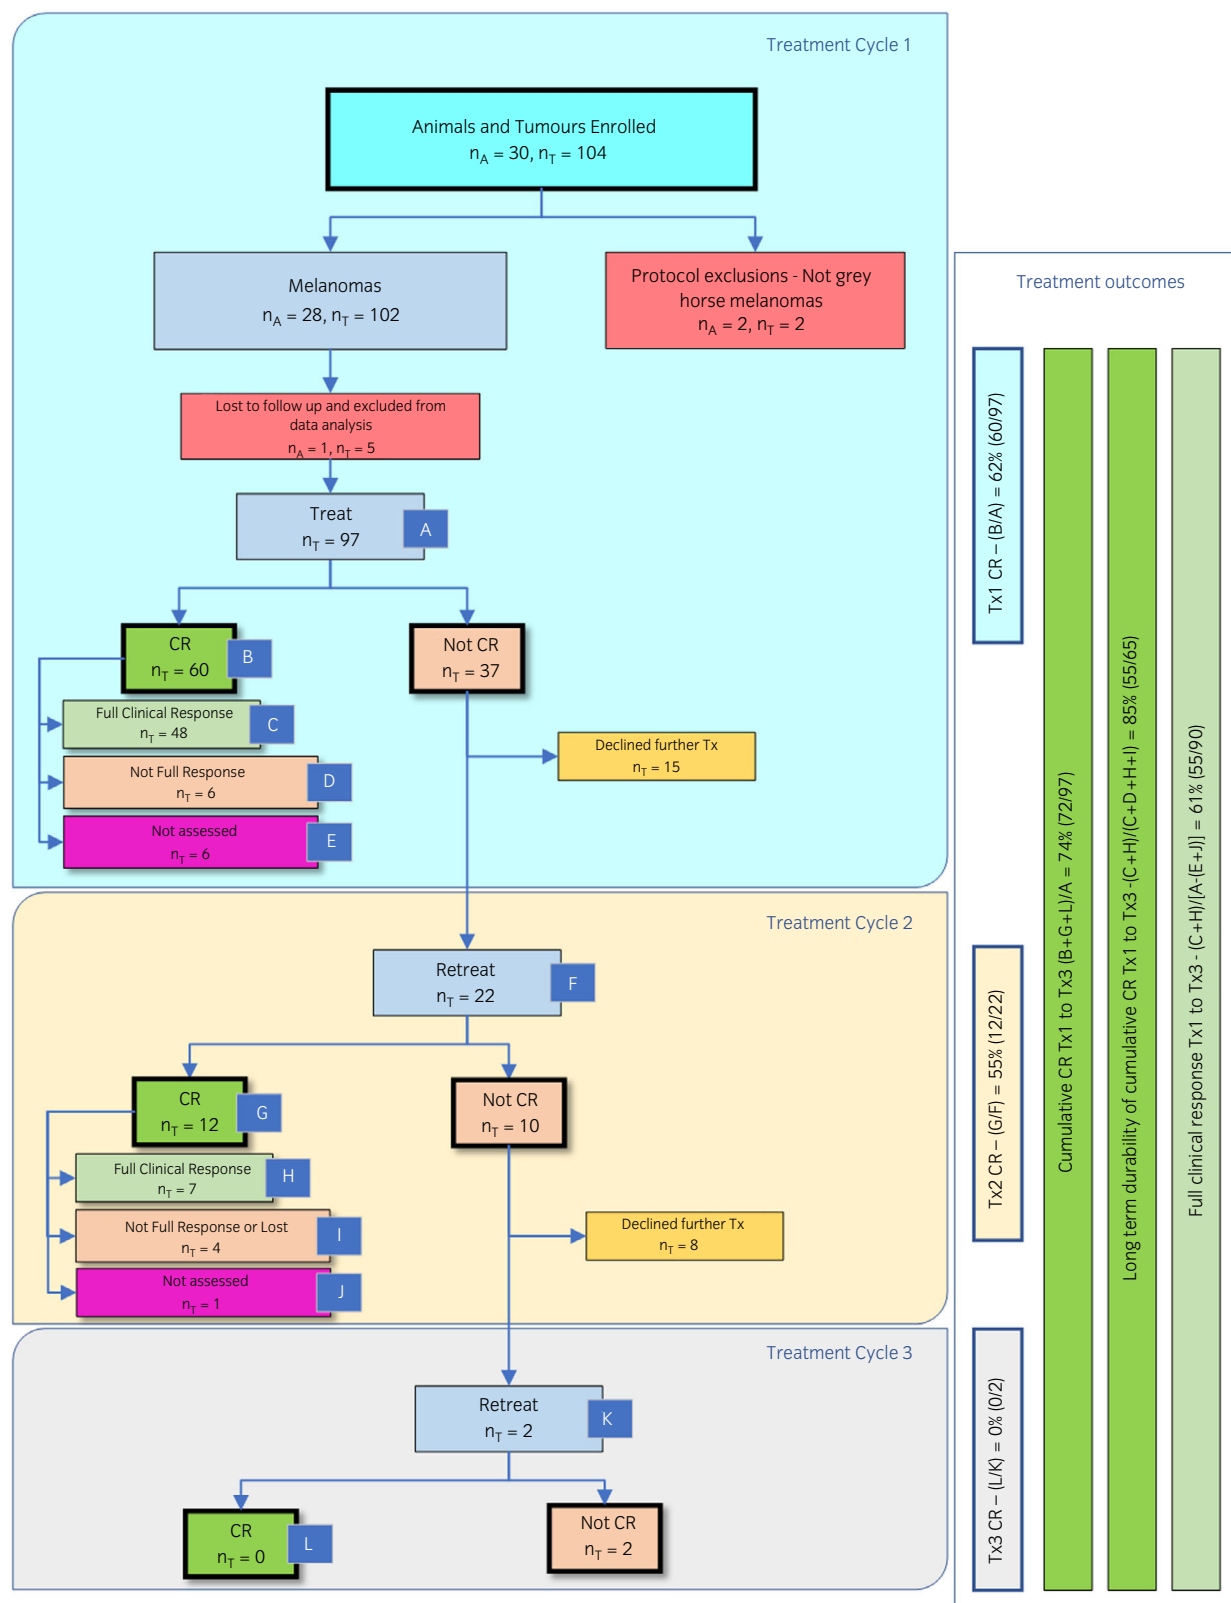 Treatment Cycle 1
Animals and Tumours Enrolled
nA = 30, nT = 104
Melanomas
nA = 28, nT = 102
Protocol exclusions - Not grey
horse melanomas
nA = 2, nT = 2
Lost to follow up and excluded from
data analysis
nA = 1, nT = 5
Treat
nT = 97
A
CR
nT = 60
B
Not CR
nT = 37
Full Clinical Response
nT = 48
C
Not Full Response
nT = 6
D
Not assessed
nT = 6
E
Declined further Tx
nT = 15
Treatment Cycle 2
Retreat
nT = 22
F
CR
nT = 12
G
Not CR
nT = 10
Full Clinical Response
nT = 7
H
Not Full Response or Lost
nT = 4
I
Not assessed
nT = 1
J
Declined further Tx
nT = 8
Treatment Cycle 3
Retreat
nT = 2
K
CR
nT = 0
L
Not CR
nT = 2
Treatment outcomes
Tx1 CR – (B/A) = 62% (60/97)
Tx2 CR – (G/F) = 55% (12/22)
Tx3 CR – (L/K) = 0% (0/2)
Cumulative CR Tx1 to Tx3 (B+G+L)/A = 74% (72/97)
Long term durability of cumulative CR Tx1 to Tx3 -(C+H)/(C+D+H+I) = 85% (55/65)
Full clinical response Tx1 to Tx3 - (C+H)/[A-(E+J)] = 61% (55/90)